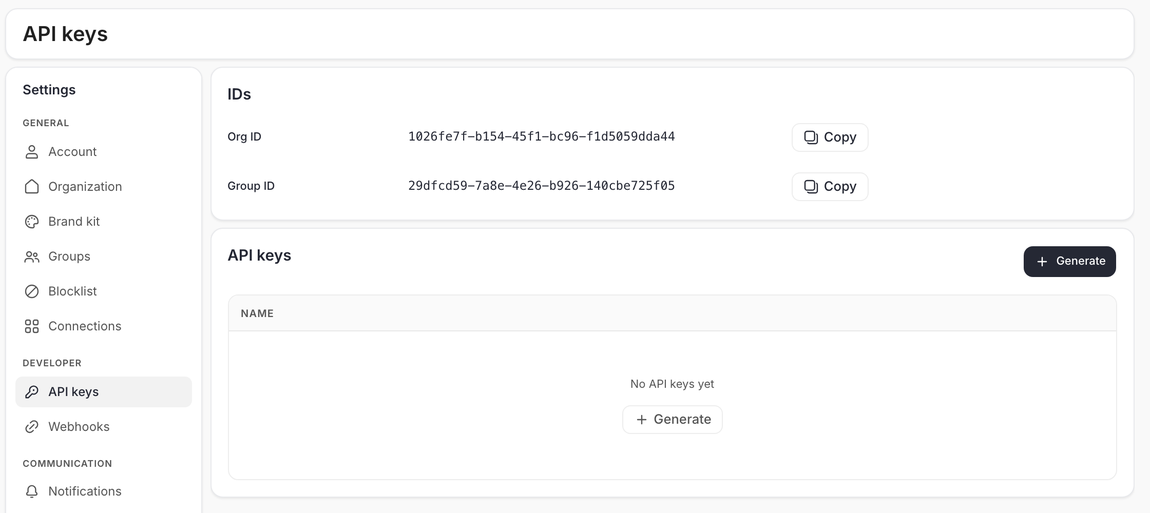 API keys
Settings
GENERAL
Account
Organization
Brand kit
Groups
Blocklist
Connections
DEVELOPER
API keys
Webhooks
COMMUNICATION
Notifications
IDs
Org ID 1026fe7f-b154-45f1-bc96-f1d5059dda44 Copy
Group ID 29dfcd59-7a8e-4e26-b926-140cbe725f05 Copy
API keys + Generate
NAME
No API keys yet
+ Generate